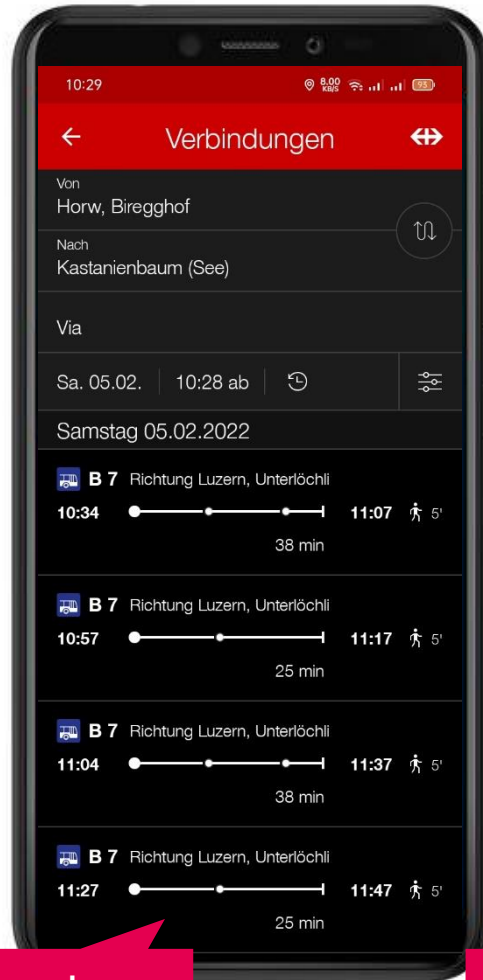 10:29
8.00
KB/S
93
Verbindungen
Von
Horw, Biregghof
Nach
Kastanienbaum (See)
Via
Sa. 05.02. 10:28 ab
Samstag 05.02.2022
B 7 Richtung Luzern, Unterlöchli
10:34 11:07 5'
38 min
B 7 Richtung Luzern, Unterlöchli
10:57 11:17 5'
25 min
B 7 Richtung Luzern, Unterlöchli
11:04 11:37 5'
38 min
B 7 Richtung Luzern, Unterlöchli
11:27 11:47 5'
25 min